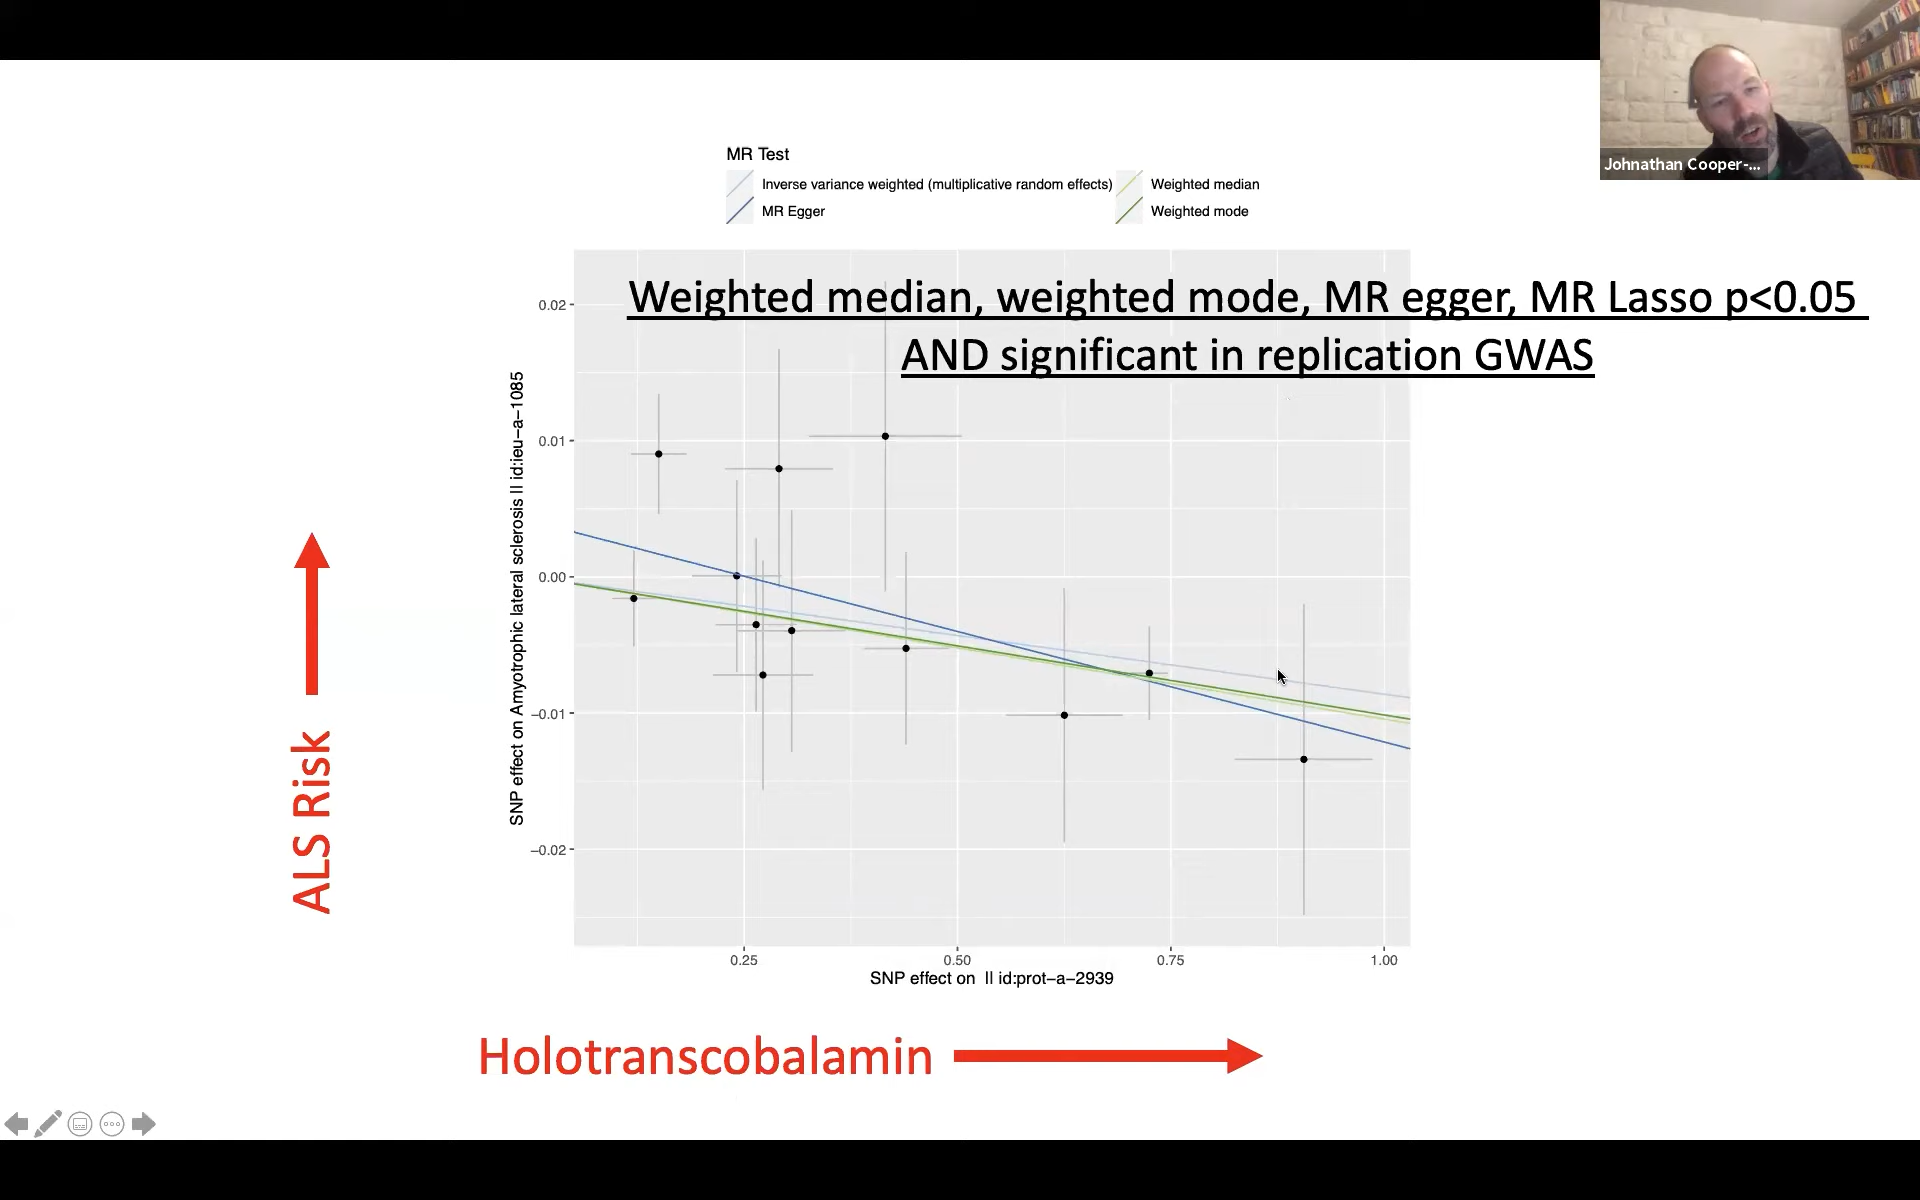 Johnathan Cooper-...
MR Test
Inverse variance weighted (multiplicative random effects)
Weighted median
MR Egger
Weighted mode
Weighted median, weighted mode, MR egger, MR Lasso p<0.05
AND significant in replication GWAS
0.02
0.01
0.00
−0.01
−0.02
SNP effect on Amyotrophic lateral sclerosis || id:ieu−a−1085
ALS Risk
0.25
0.50
0.75
1.00
SNP effect on || id:prot−a−2939
Holotranscobalamin